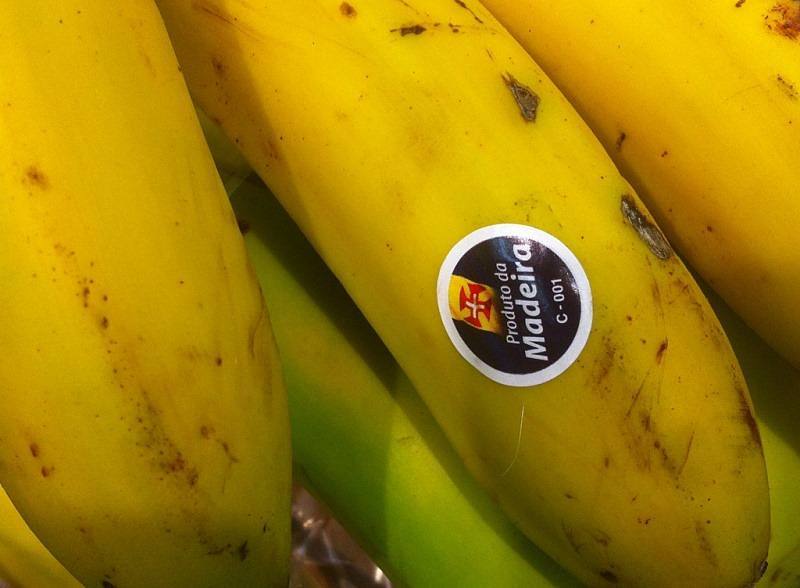 Produto da
Madeira
C - 001